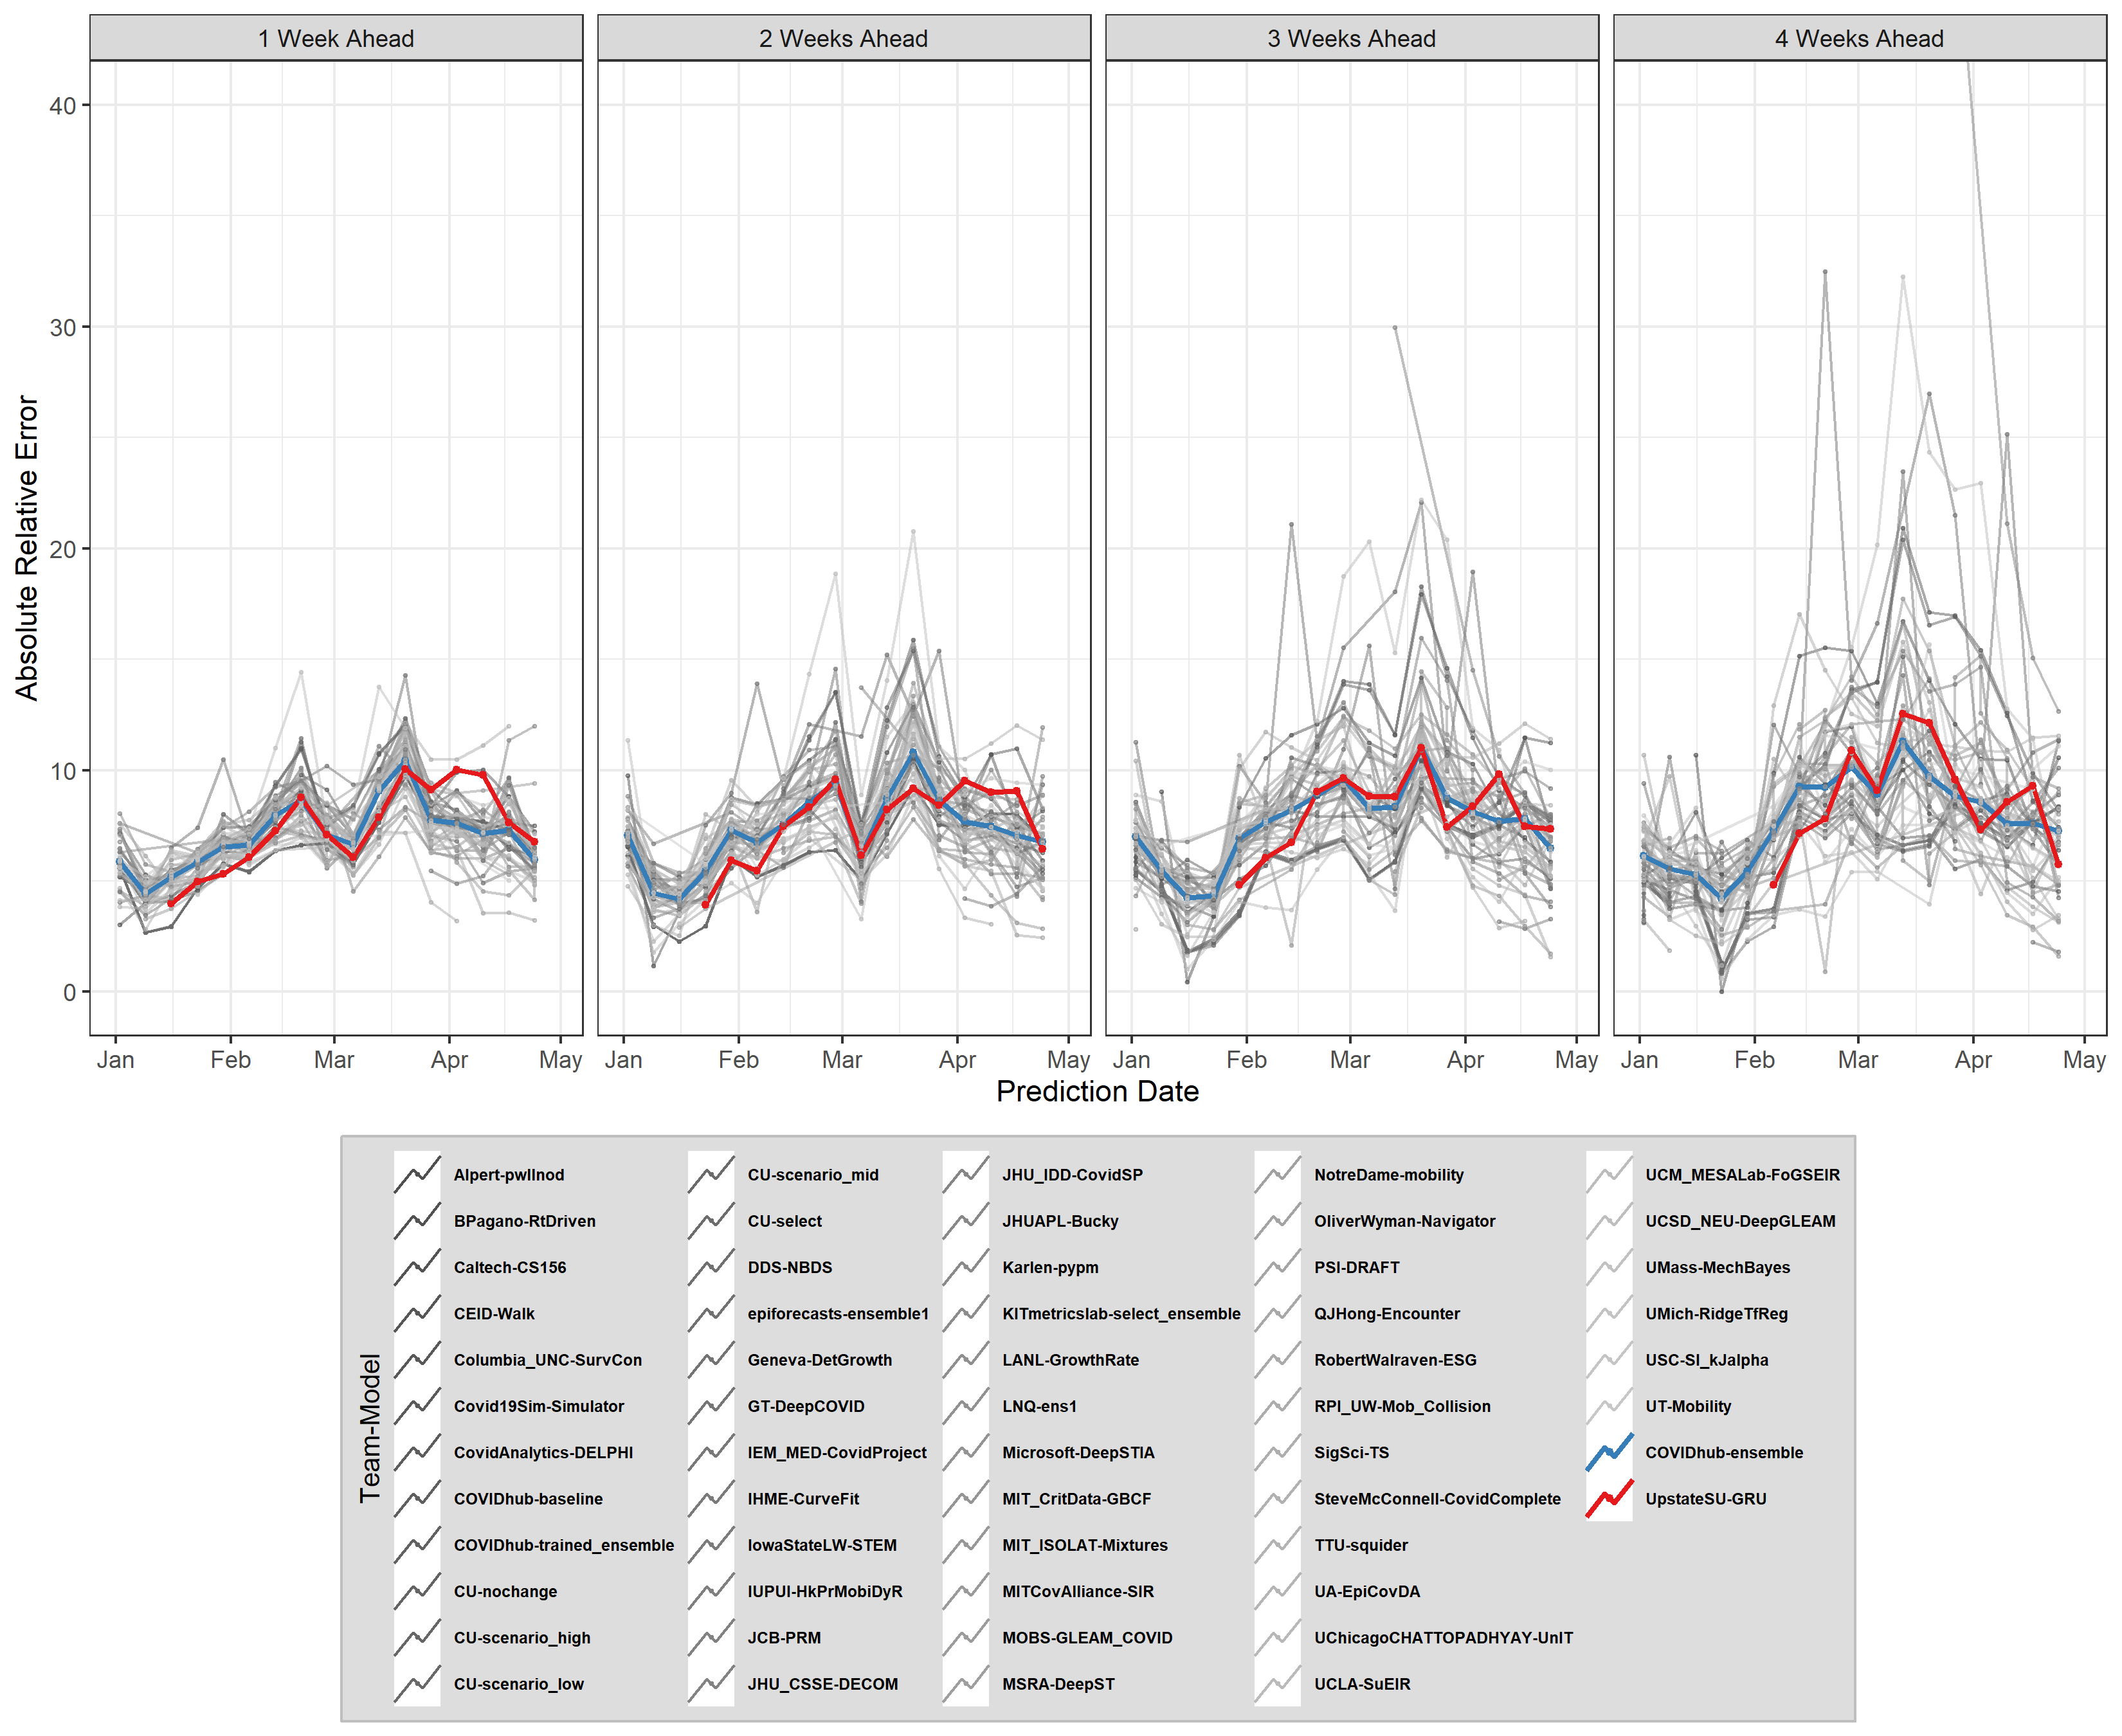 1 Week Ahead
2 Weeks Ahead
3 Weeks Ahead
4 Weeks Ahead
Absolute Relative Error
40
30
20
10
0
Jan Feb Mar Apr May
Jan Feb Mar Apr May
Jan Feb Mar Apr May
Jan Feb Mar Apr May
Prediction Date
Team-Model
Alpert-pwllnod
BPagano-RtDriven
Caltech-CS156
CEID-Walk
Columbia_UNC-SurvCon
Covid19Sim-Simulator
CovidAnalytics-DELPHI
COVIDhub-baseline
COVIDhub-trained_ensemble
CU-nochange
CU-scenario_high
CU-scenario_low
CU-scenario_mid
CU-select
DDS-NBDS
epiforecasts-ensemble1
Geneva-DetGrowth
GT-DeepCOVID
IEM_MED-CovidProject
IHME-CurveFit
IowaStateLW-STEM
IUPUI-HkPrMobiDyR
JCB-PRM
JHU_CSSE-DECOM
JHU_IDD-CovidSP
JHUAPL-Bucky
Karlen-pypm
KITmetricslab-select_ensemble
LANL-GrowthRate
LNQ-ens1
Microsoft-DeepSTIA
MIT_CritData-GBCF
MIT_ISOLAT-Mixtures
MITCovAlliance-SIR
MOBS-GLEAM_COVID
MSRA-DeepST
NotreDame-mobility
OliverWyman-Navigator
PSI-DRAFT
QJHong-Encounter
RobertWalraven-ESG
RPI_UW-Mob_Collision
SigSci-TS
SteveMcConnell-CovidComplete
TTU-squider
UA-EpiCovDA
UChicagoCHATTOPADHYAY-UnIT
UCLA-SuEIR
UCM_MESALab-FoGSEIR
UCSD_NEU-DeepGLEAM
UMass-MechBayes
UMich-RidgeTfReg
USC-SI_kJalpha
UT-Mobility
COVIDhub-ensemble
UpstateSU-GRU